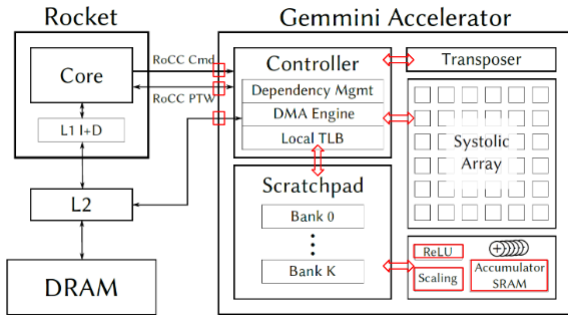 Rocket
Gemmini Accelerator
Core
L1 I+D
L2
DRAM
RoCC Cmd
RoCC PTW
Controller
Dependency Mgmt
DMA Engine
Local TLB
Scratchpad
Bank 0
Bank K
Transposer
Systolic
Array
ReLU
Scaling
+
Accumulator
SRAM